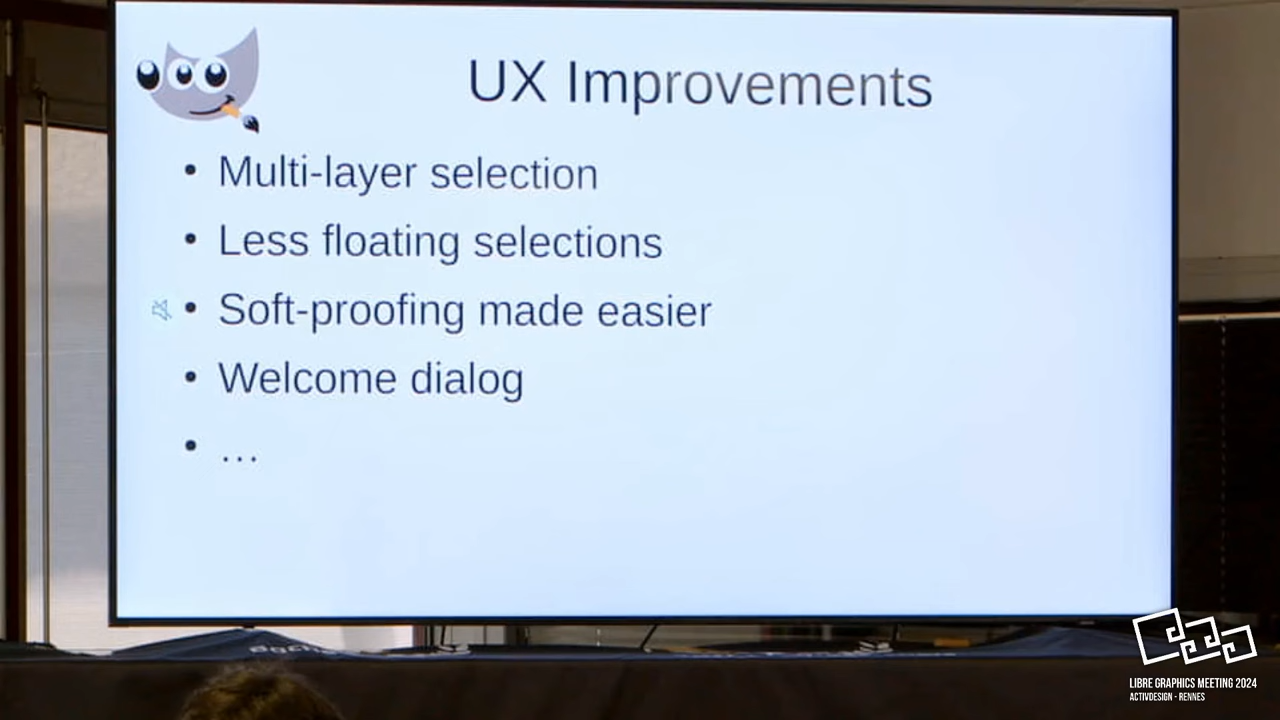 UX Improvements
• Multi-layer selection
• Less floating selections
• Soft-proofing made easier
• Welcome dialog
• …
LIBRE GRAPHICS MEETING 2024
ACTIVDESIGN - RENNES